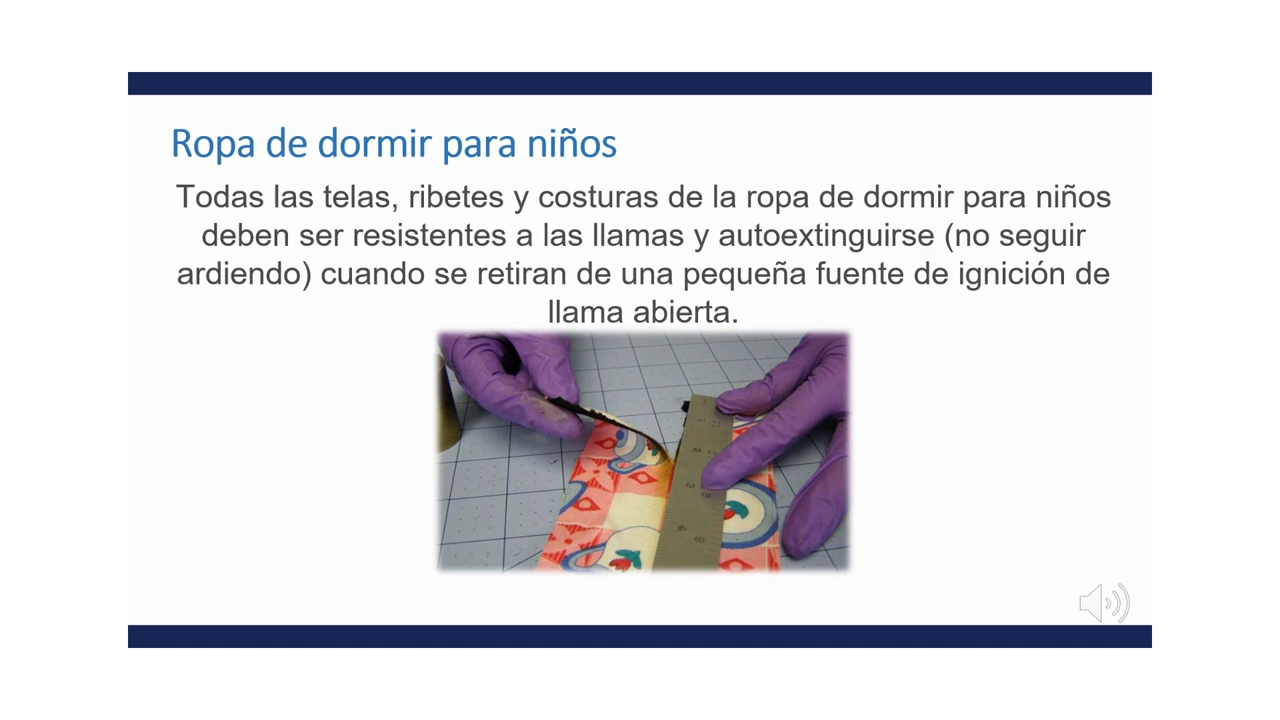 Ropa de dormir para niños
Todas las telas, ribetes y costuras de la ropa de dormir para niños
deben ser resistentes a las llamas y autoextinguirse (no seguir
ardiendo) cuando se retiran de una pequeña fuente de ignición de
llama abierta.